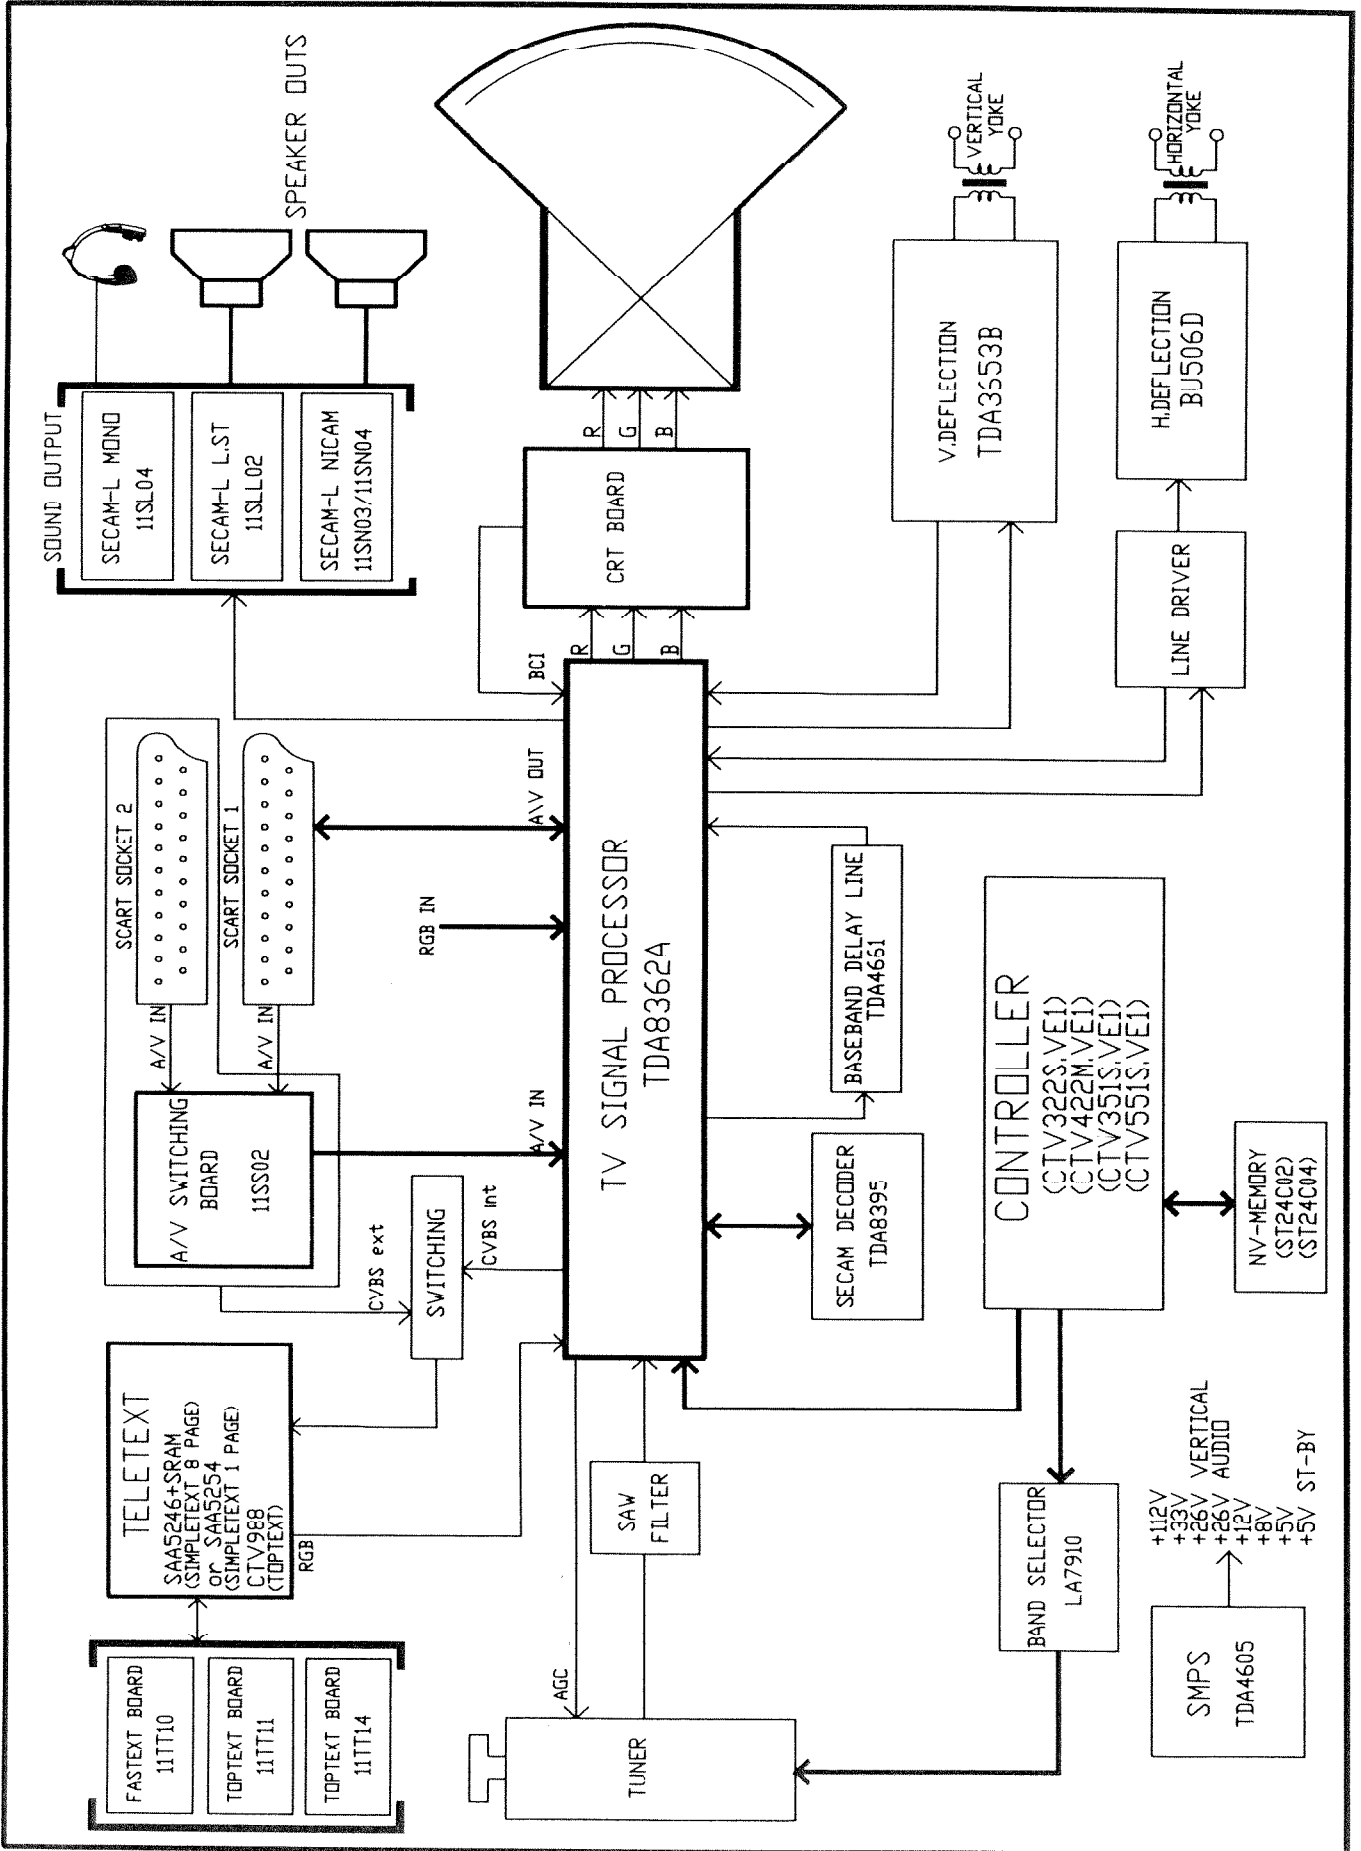 FASTEXT BOARD
11TT10
TOPTEXT BOARD
11TT11
TOPTEXT BOARD
11TT14
TELETEXT
SAA5246+SRAM
(SIMPLETEXT 8 PAGE)
or SAA5254
(SIMPLETEXT 1 PAGE)
CTV988
(TOPTEXT)
RGB
A/V SWITCHING
BOARD
11SS02
SCART SOCKET 2
A/V IN
SCART SOCKET 1
A/V IN
SOUND OUTPUT
SECAM-L MONO
11SL04
SECAM-L L.ST
11SLL02
SECAM-L NICAM
11SN03/11SN04
SPEAKER OUTS
CVBS ext
SWITCHING
CVBS int
A/V IN
RGB IN
A\V OUT
BCI
TUNER
AGC
SAW
FILTER
TV SIGNAL PROCESSOR
TDA8362A
R
G
B
CRT BOARD
R
G
B
SECAM DECODER
TDA8395
BASEBAND DELAY LINE
TDA4661
V.DEFLECTION
TDA3653B
VERTICAL
YOKE
LINE DRIVER
H.DEFLECTION
BU506D
HORIZONTAL
YOKE
BAND SELECTOR
LA7910
CONTROLLER
(CTV322S.VE1)
(CTV422M.VE1)
(CTV351S.VE1)
(CTV551S.VE1)
NV-MEMORY
(ST24C02)
(ST24C04)
SMPS
TDA4605
+112V
+33V
+26V VERTICAL
+26V AUDIO
+12V
+8V
+5V
+5V ST-BY